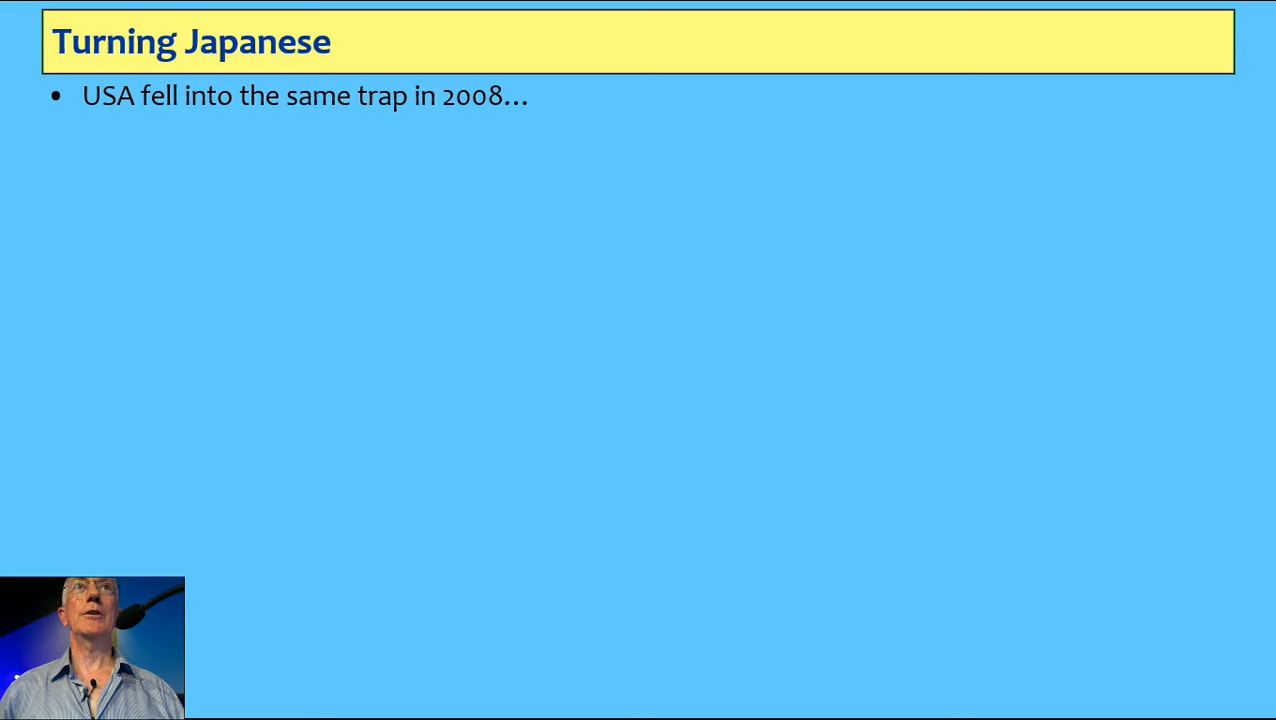 Turning Japanese
• USA fell into the same trap in 2008…